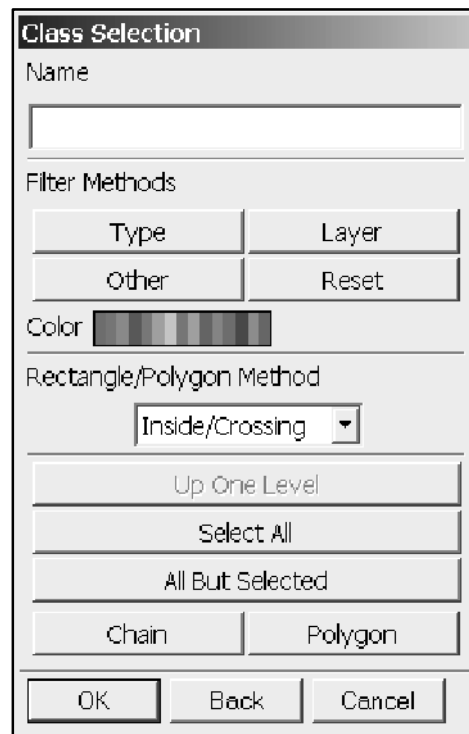 Class Selection
Name
Filter Methods
Type Layer
Other Reset
Color
Rectangle/Polygon Method
Inside/Crossing
Up One Level
Select All
All But Selected
Chain Polygon
OK Back Cancel